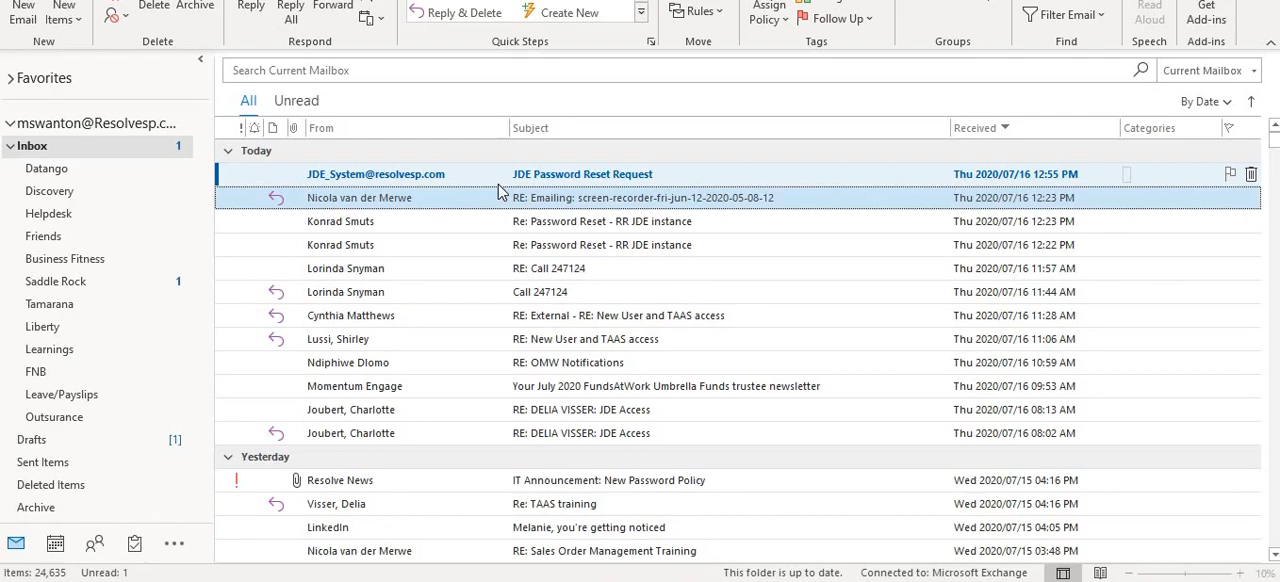 New Email
New Items
Delete
Archive
Reply
Reply All
Forward
Reply & Delete
Create New
Rules
Assign Policy
Follow Up
Filter Email
Read Aloud
Get Add-ins
New
Delete
Respond
Quick Steps
Move
Tags
Groups
Find
Speech
Add-ins
Favorites
mswanton@Resolvesp.c...
Inbox 1
Datango
Discovery
Helpdesk
Friends
Business Fitness
Saddle Rock 1
Tamarana
Liberty
Learnings
FNB
Leave/Payslips
Outsurance
Drafts [1]
Sent Items
Deleted Items
Archive
Search Current Mailbox
Current Mailbox
All Unread
By Date
! From Subject Received Categories
Today
JDE_System@resolvesp.com JDE Password Reset Request Thu 2020/07/16 12:55 PM
Nicola van der Merwe RE: Emailing: screen-recorder-fri-jun-12-2020-05-08-12 Thu 2020/07/16 12:23 PM
Konrad Smuts Re: Password Reset - RR JDE instance Thu 2020/07/16 12:23 PM
Konrad Smuts Re: Password Reset - RR JDE instance Thu 2020/07/16 12:22 PM
Lorinda Snyman RE: Call 247124 Thu 2020/07/16 11:57 AM
Lorinda Snyman Call 247124 Thu 2020/07/16 11:44 AM
Cynthia Matthews RE: External - RE: New User and TAAS access Thu 2020/07/16 11:28 AM
Lussi, Shirley RE: New User and TAAS access Thu 2020/07/16 11:06 AM
Ndiphiwe Dlomo RE: OMW Notifications Thu 2020/07/16 10:59 AM
Momentum Engage Your July 2020 FundsAtWork Umbrella Funds trustee newsletter Thu 2020/07/16 09:53 AM
Joubert, Charlotte RE: DELIA VISSER: JDE Access Thu 2020/07/16 08:13 AM
Joubert, Charlotte RE: DELIA VISSER: JDE Access Thu 2020/07/16 08:02 AM
Yesterday
! Resolve News IT Announcement: New Password Policy Wed 2020/07/15 04:16 PM
Visser, Delia Re: TAAS training Wed 2020/07/15 04:16 PM
LinkedIn Melanie, you're getting noticed Wed 2020/07/15 04:05 PM
Nicola van der Merwe RE: Sales Order Management Training Wed 2020/07/15 03:48 PM
Items: 24,635 Unread: 1 This folder is up to date. Connected to: Microsoft Exchange 10%